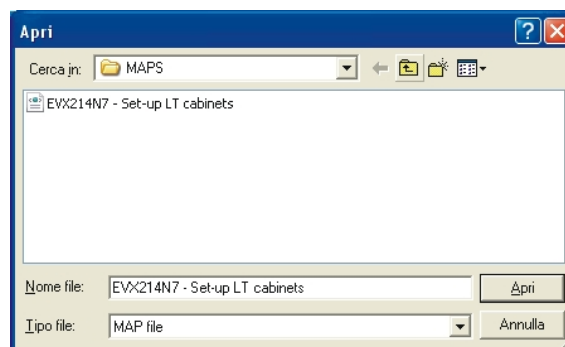 Apri
Cerca in: MAPS
EVX214N7 - Set-up LT cabinets
Nome file: EVX214N7 - Set-up LT cabinets Apri
Tipo file: MAP file Annulla